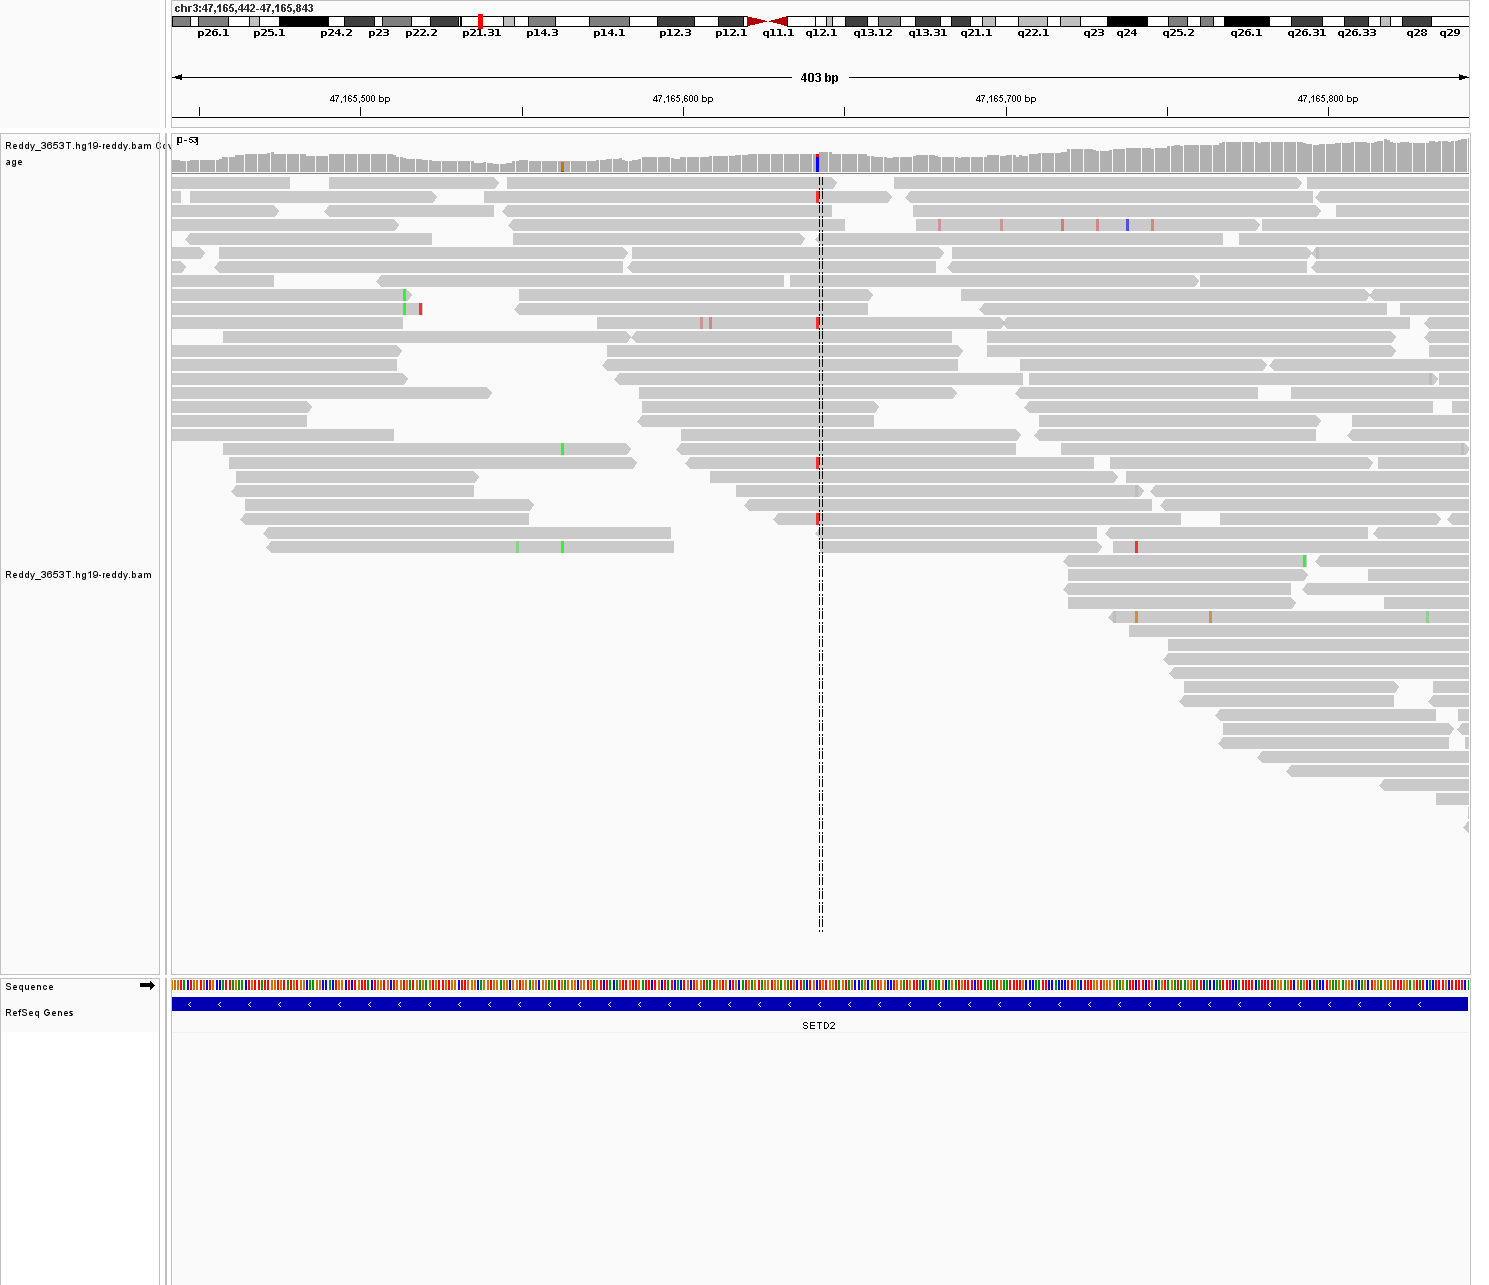 chr3:47,165,442-47,165,843
p26.1 p25.1 p24.2 p23 p22.2 p21.31 p14.3 p14.1 p12.3 p12.1 q11.1 q12.1 q13.12 q13.31 q21.1 q22.1 q23 q24 q25.2 q26.1 q26.31 q26.33 q28 q29
403 bp
47,165,500 bp 47,165,600 bp 47,165,700 bp 47,165,800 bp
[0 - 53]
Reddy_3653T.hg19-reddy.bam Cov
age
Reddy_3653T.hg19-reddy.bam
Sequence
RefSeq Genes
SETD2